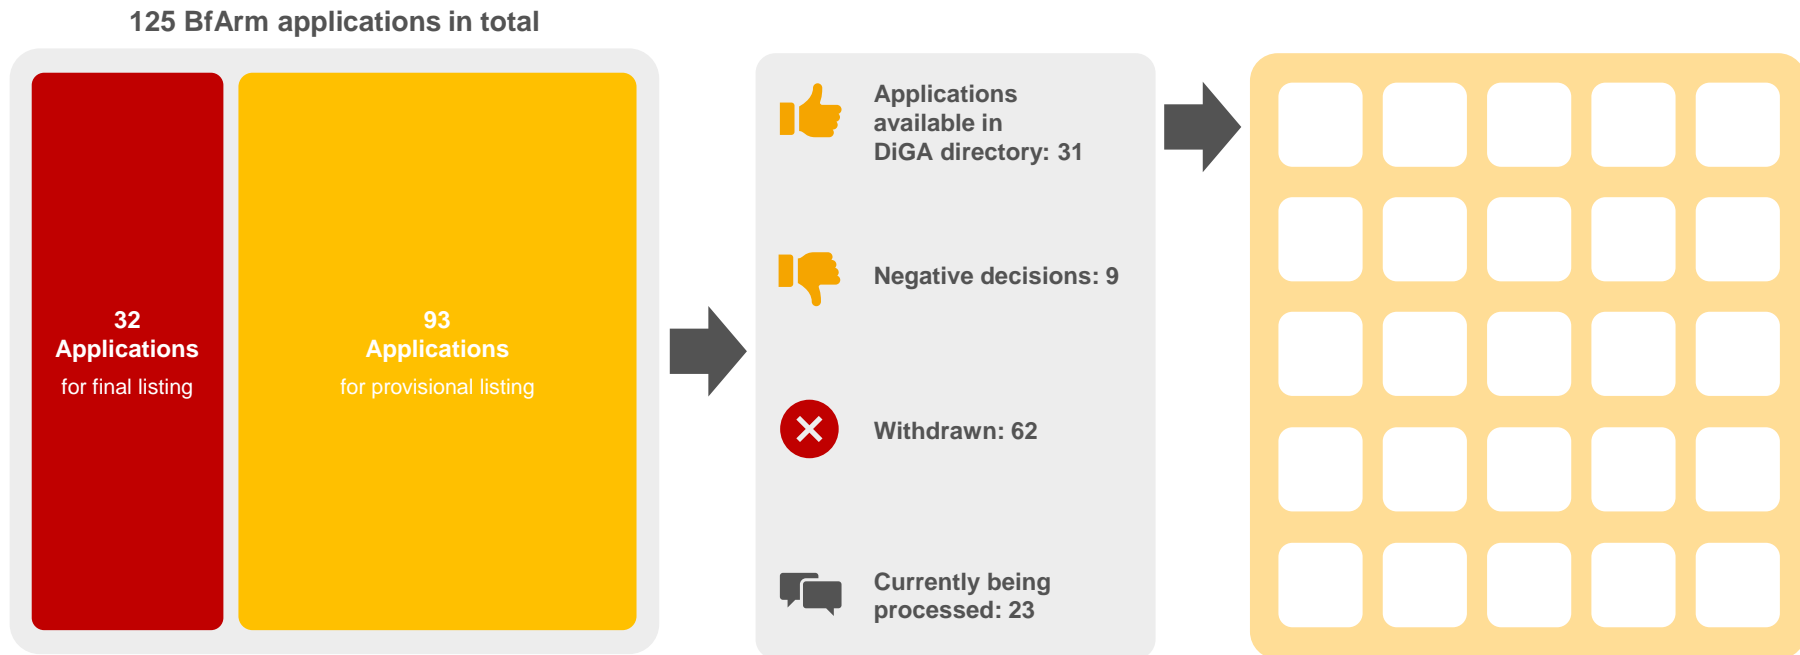 125 BfArm applications in total
32
Applications
for final listing
93
Applications
for provisional listing
Applications
available in
DiGA directory: 31
Negative decisions: 9
Withdrawn: 62
Currently being
processed: 23